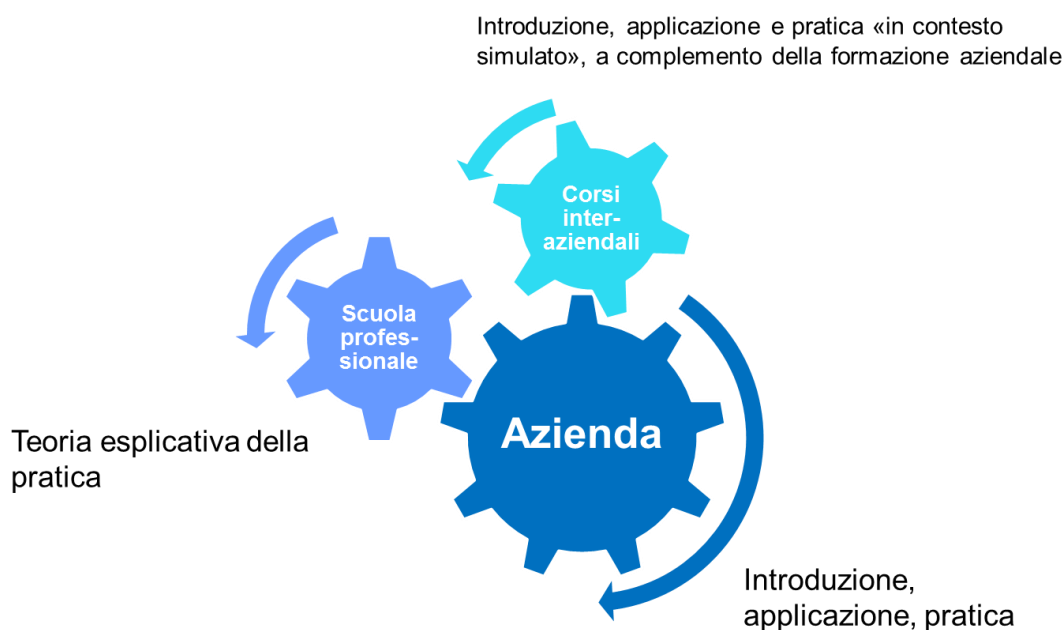 Introduzione, applicazione e pratica «in contesto
simulato», a complemento della formazione aziendale
Corsi
inter-
aziendali
Scuola
profes-
sionale
Azienda
Teoria esplicativa della
pratica
Introduzione,
applicazione, pratica